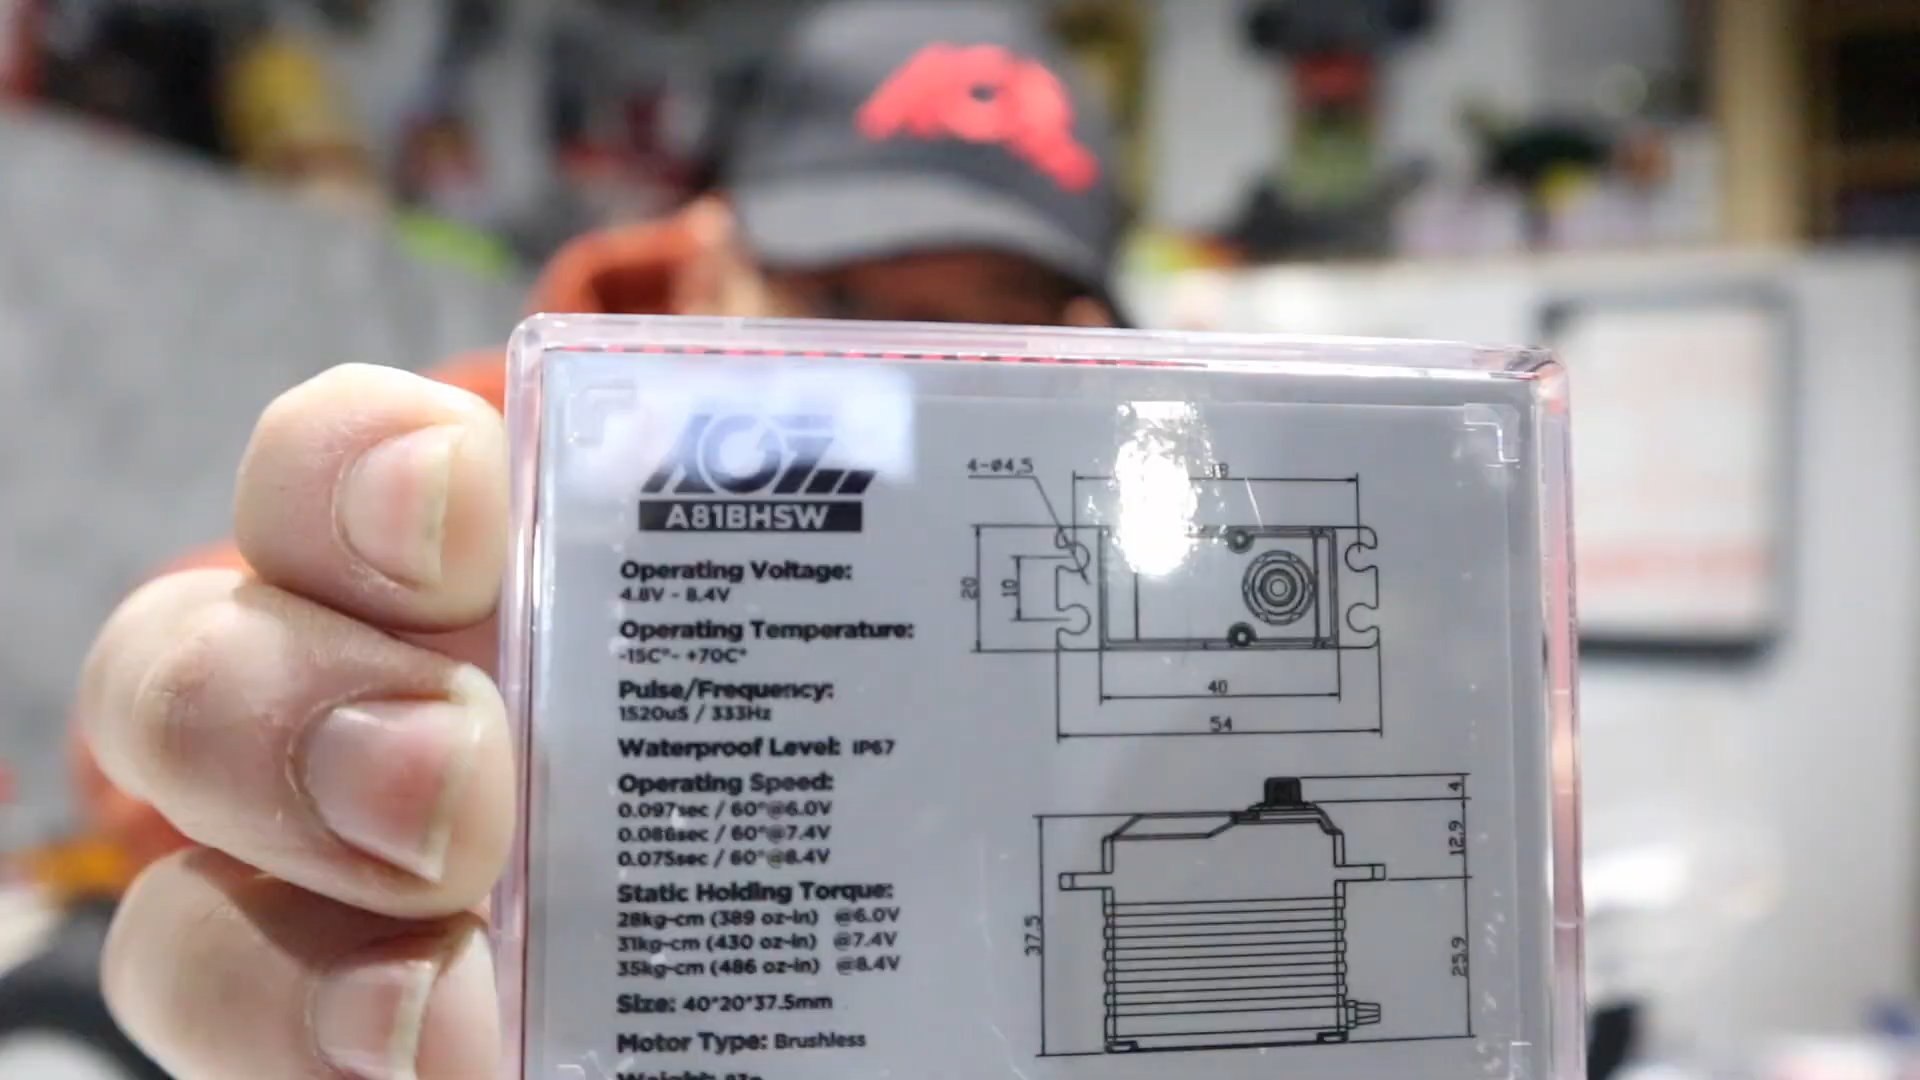 AGF
A81BHSW
Operating Voltage:
4.8V - 8.4V
Operating Temperature:
-15C°- +70C°
Pulse/Frequency:
1520uS / 333Hz
Waterproof Level: IP67
Operating Speed:
0.097sec / 60°@6.0V
0.086sec / 60°@7.4V
0.075sec / 60°@8.4V
Static Holding Torque:
28kg-cm (389 oz-in) @6.0V
31kg-cm (430 oz-in) @7.4V
35kg-cm (486 oz-in) @8.4V
Size: 40*20*37.5mm
Motor Type: Brushless
4-ø4.5
20
10
40
54
4
12.9
37.5
25.9